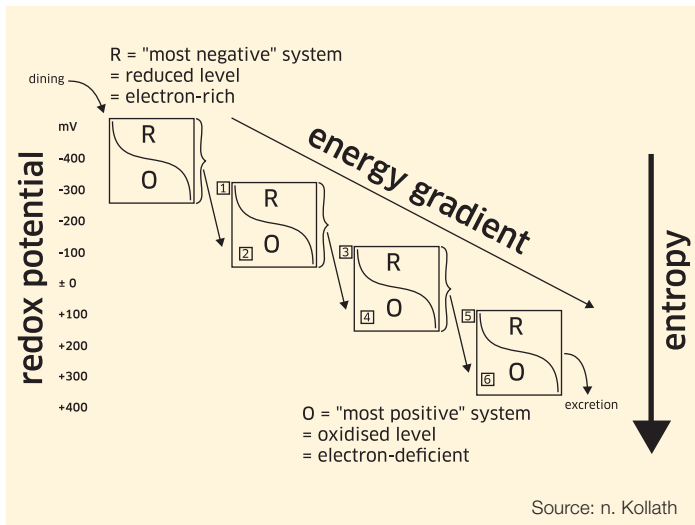 R = "most negative" system
= reduced level
= electron-rich
dining
mV
-400
-300
-200
-100
± 0
+100
+200
+300
+400
redox potential
R
O
1
R
2
O
3
R
4
O
5
R
6
O
energy gradient
entropy
excretion
O = "most positive" system
= oxidised level
= electron-deficient
Source: n. Kollath